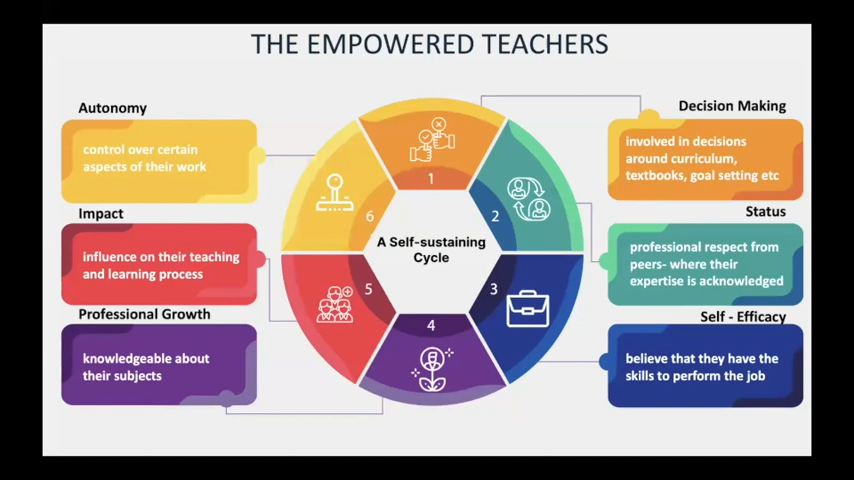 THE EMPOWERED TEACHERS
Autonomy
control over certain
aspects of their work
Impact
influence on their teaching
and learning process
Professional Growth
knowledgeable about
their subjects
1
2
3
4
5
6
A Self-sustaining
Cycle
Decision Making
involved in decisions
around curriculum,
textbooks, goal setting etc
Status
professional respect from
peers- where their
expertise is acknowledged
Self - Efficacy
believe that they have the
skills to perform the job